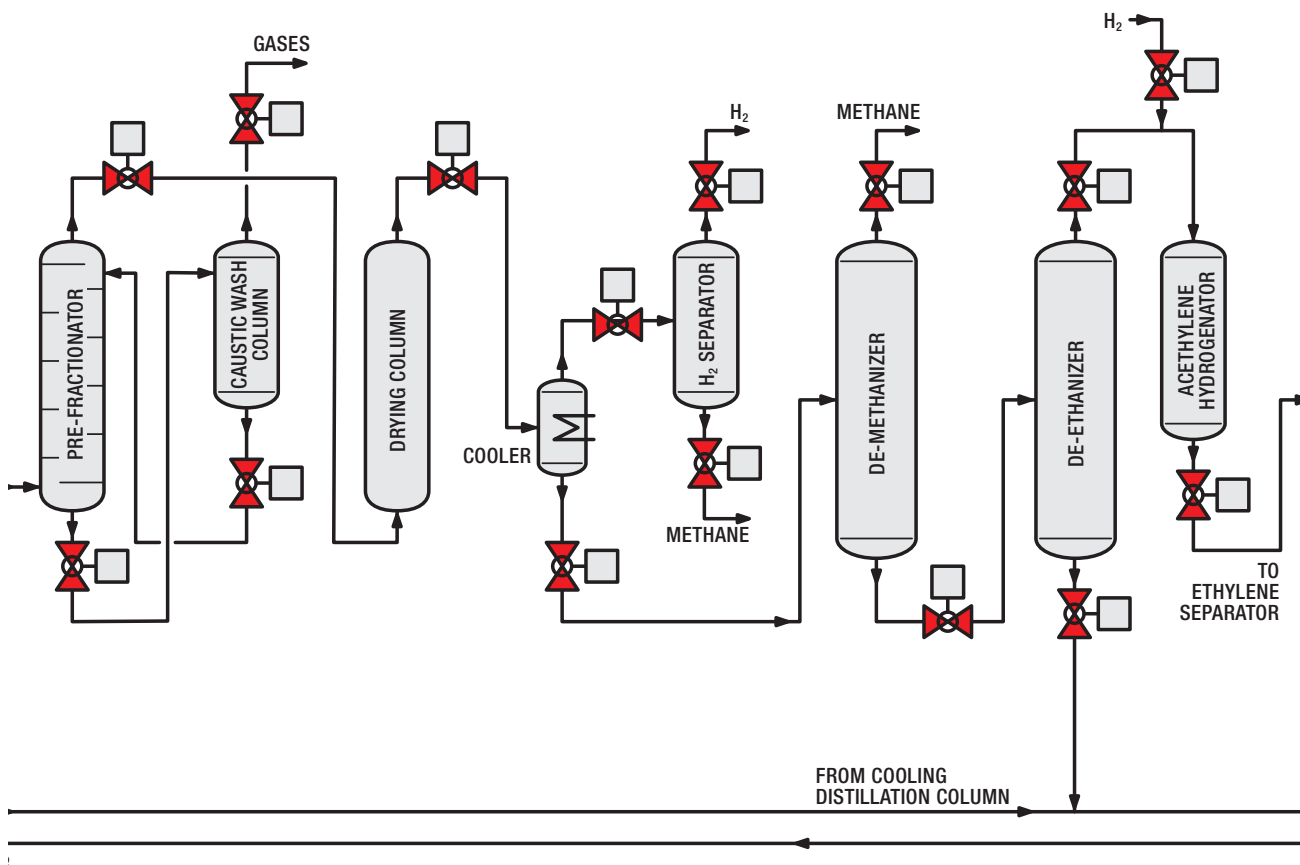 H₂
GASES
H₂
METHANE
PRE-FRACTIONATOR
CAUSTIC WASH
COLUMN
DRYING COLUMN
H₂ SEPARATOR
DE-METHANIZER
DE-ETHANIZER
ACETHYLENE
HYDROGENATOR
COOLER
METHANE
TO
ETHYLENE
SEPARATOR
FROM COOLING
DISTILLATION COLUMN